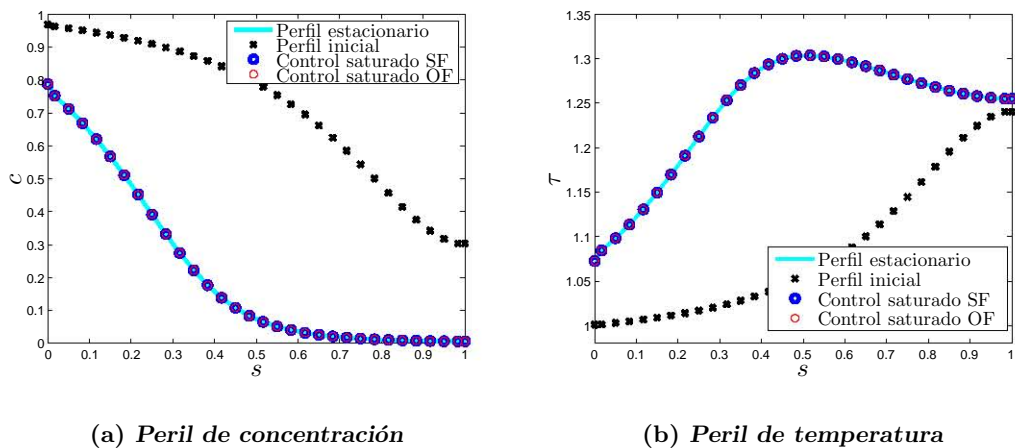 1
0.9
0.8
0.7
0.6
0.5
0.4
0.3
0.2
0.1
0
c
0 0.1 0.2 0.3 0.4 0.5 0.6 0.7 0.8 0.9 1
s
Perfil estacionario
Perfil inicial
Control saturado SF
Control saturado OF
(a) Peril de concentración
1.35
1.3
1.25
1.2
1.15
1.1
1.05
1
τ
0 0.1 0.2 0.3 0.4 0.5 0.6 0.7 0.8 0.9 1
s
Perfil estacionario
Perfil inicial
Control saturado SF
Control saturado OF
(b) Peril de temperatura